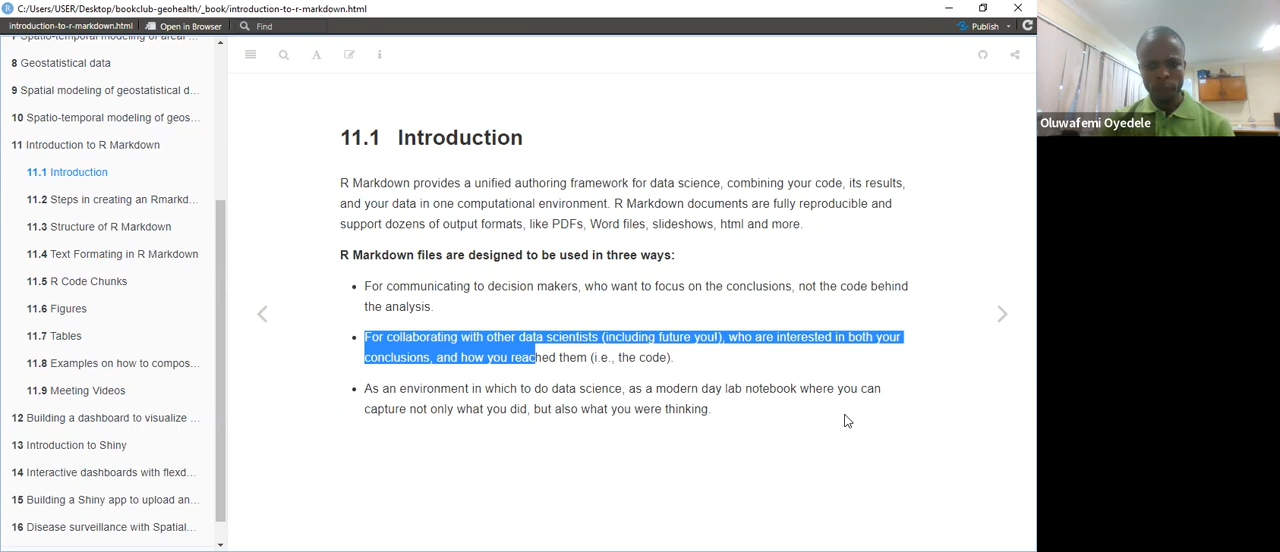 C:/Users/USER/Desktop/bookclub-geohealth/_book/introduction-to-r-markdown.html
introduction-to-r-markdown.html Open in Browser Find Publish
7 Spatio-temporal modeling of areal ...
8 Geostatistical data
9 Spatial modeling of geostatistical d...
10 Spatio-temporal modeling of geos...
11 Introduction to R Markdown
11.1 Introduction
11.2 Steps in creating an Rmarkd...
11.3 Structure of R Markdown
11.4 Text Formating in R Markdown
11.5 R Code Chunks
11.6 Figures
11.7 Tables
11.8 Examples on how to compos...
11.9 Meeting Videos
12 Building a dashboard to visualize ...
13 Introduction to Shiny
14 Interactive dashboards with flexd...
15 Building a Shiny app to upload an...
16 Disease surveillance with Spatial...
11.1 Introduction
R Markdown provides a unified authoring framework for data science, combining your code, its results,
and your data in one computational environment. R Markdown documents are fully reproducible and
support dozens of output formats, like PDFs, Word files, slideshows, html and more.
R Markdown files are designed to be used in three ways:
• For communicating to decision makers, who want to focus on the conclusions, not the code behind
the analysis.
• For collaborating with other data scientists (including future you!), who are interested in both your
conclusions, and how you reached them (i.e., the code).
• As an environment in which to do data science, as a modern day lab notebook where you can
capture not only what you did, but also what you were thinking.
Oluwafemi Oyedele